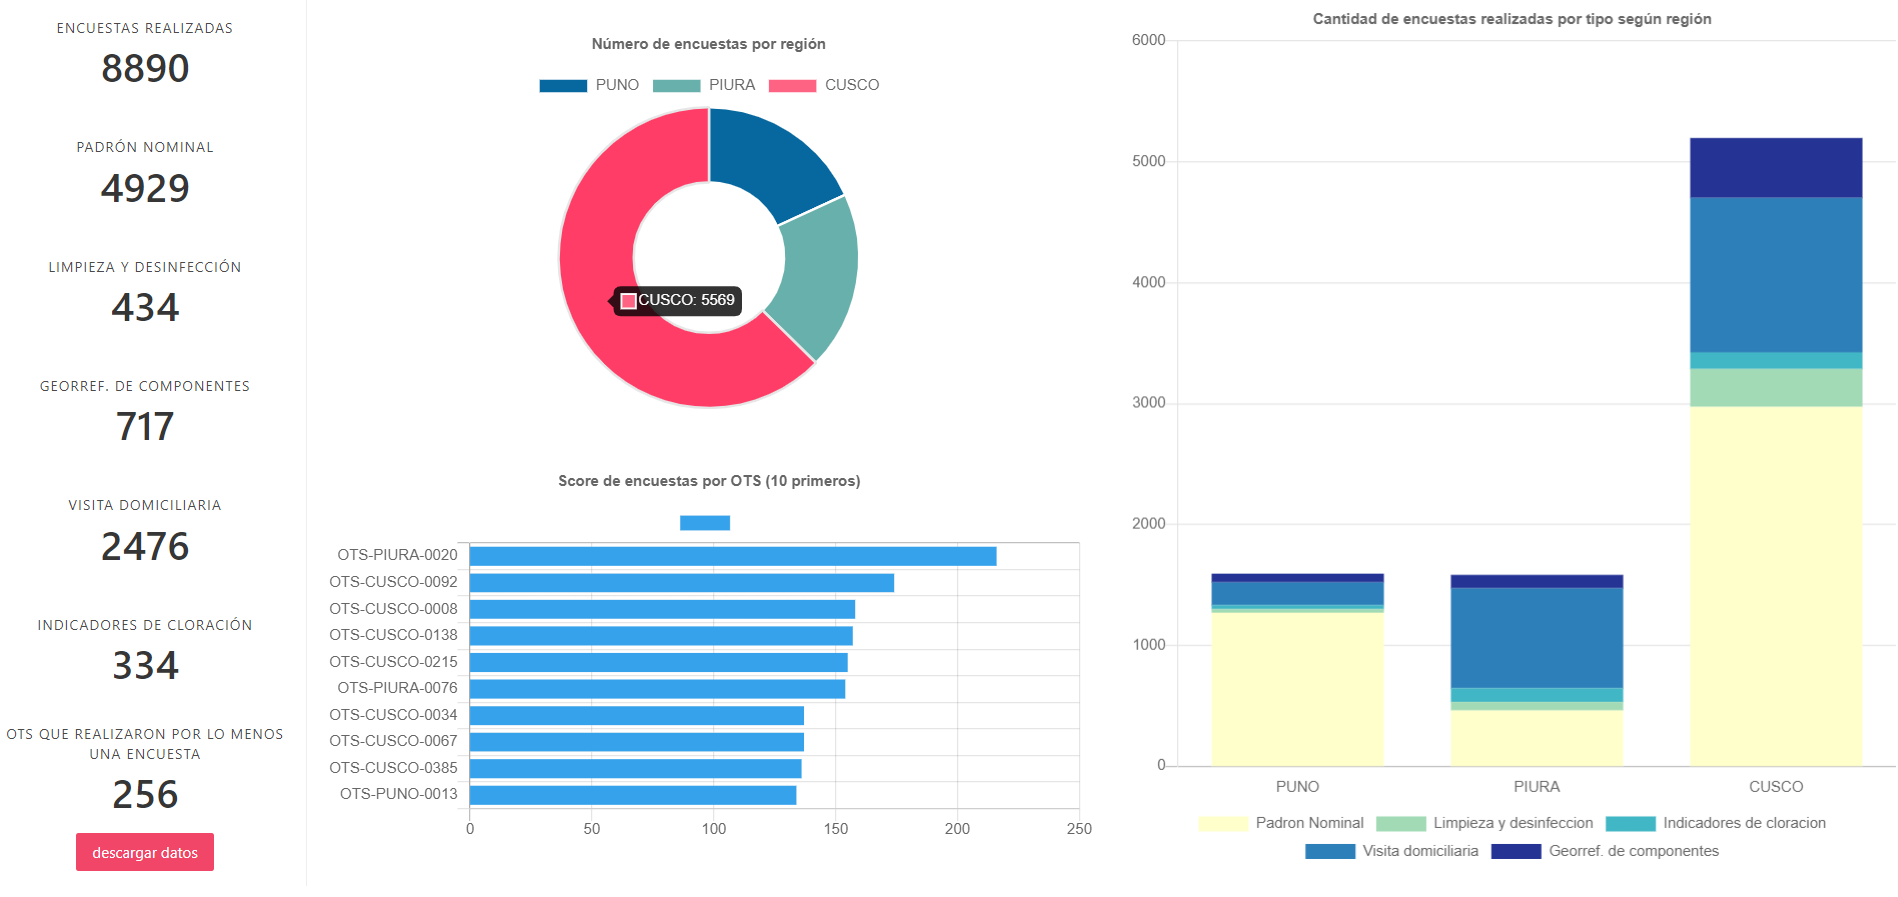 ENCUESTAS REALIZADAS
8890
PADRÓN NOMINAL
4929
LIMPIEZA Y DESINFECCIÓN
434
GEORREF. DE COMPONENTES
717
VISITA DOMICILIARIA
2476
INDICADORES DE CLORACIÓN
334
OTS QUE REALIZARON POR LO MENOS
UNA ENCUESTA
256
descargar datos
Número de encuestas por región
PUNO PIURA CUSCO
CUSCO: 5569
Score de encuestas por OTS (10 primeros)
OTS-PIURA-0020
OTS-CUSCO-0092
OTS-CUSCO-0008
OTS-CUSCO-0138
OTS-CUSCO-0215
OTS-PIURA-0076
OTS-CUSCO-0034
OTS-CUSCO-0067
OTS-CUSCO-0385
OTS-PUNO-0013
0 50 100 150 200 250
Cantidad de encuestas realizadas por tipo según región
6000
5000
4000
3000
2000
1000
0
PUNO PIURA CUSCO
Padron Nominal Limpieza y desinfeccion Indicadores de cloracion
Visita domiciliaria Georref. de componentes